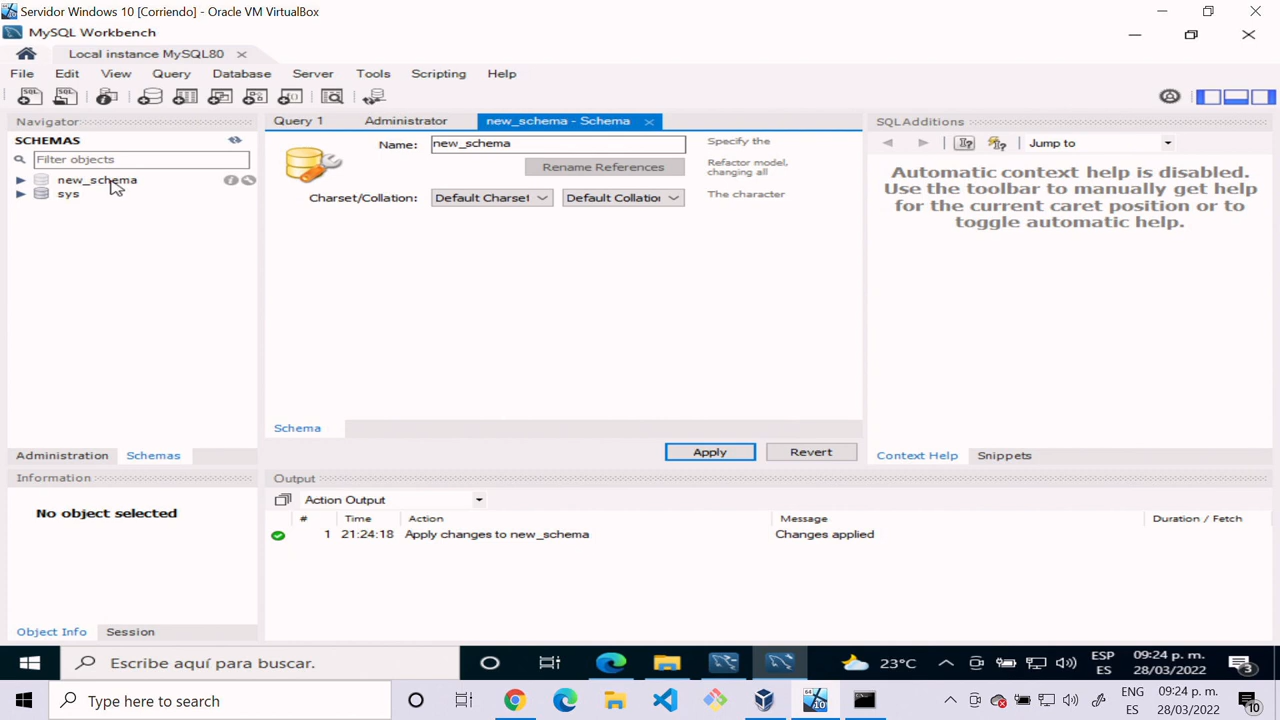 Servidor Windows 10 [Corriendo] - Oracle VM VirtualBox
MySQL Workbench
Local instance MySQL80
File Edit View Query Database Server Tools Scripting Help
Navigator
SCHEMAS
Filter objects
new_schema
sys
Administration Schemas
Information
No object selected
Object Info Session
Query 1 Administrator new_schema - Schema
Name: new_schema Specify the
Rename References Refactor model,
changing all
Charset/Collation: Default Charset Default Collation The character
Schema
Apply Revert
Output
Action Output
# Time Action Message Duration / Fetch
1 21:24:18 Apply changes to new_schema Changes applied
SQLAdditions
Jump to
Automatic context help is disabled.
Use the toolbar to manually get help
for the current caret position or to
toggle automatic help.
Context Help Snippets
Escribe aquí para buscar. 23°C ESP
ES
09:24 p. m.
28/03/2022
3
Type here to search ENG
ES
09:24 p. m.
28/03/2022
10